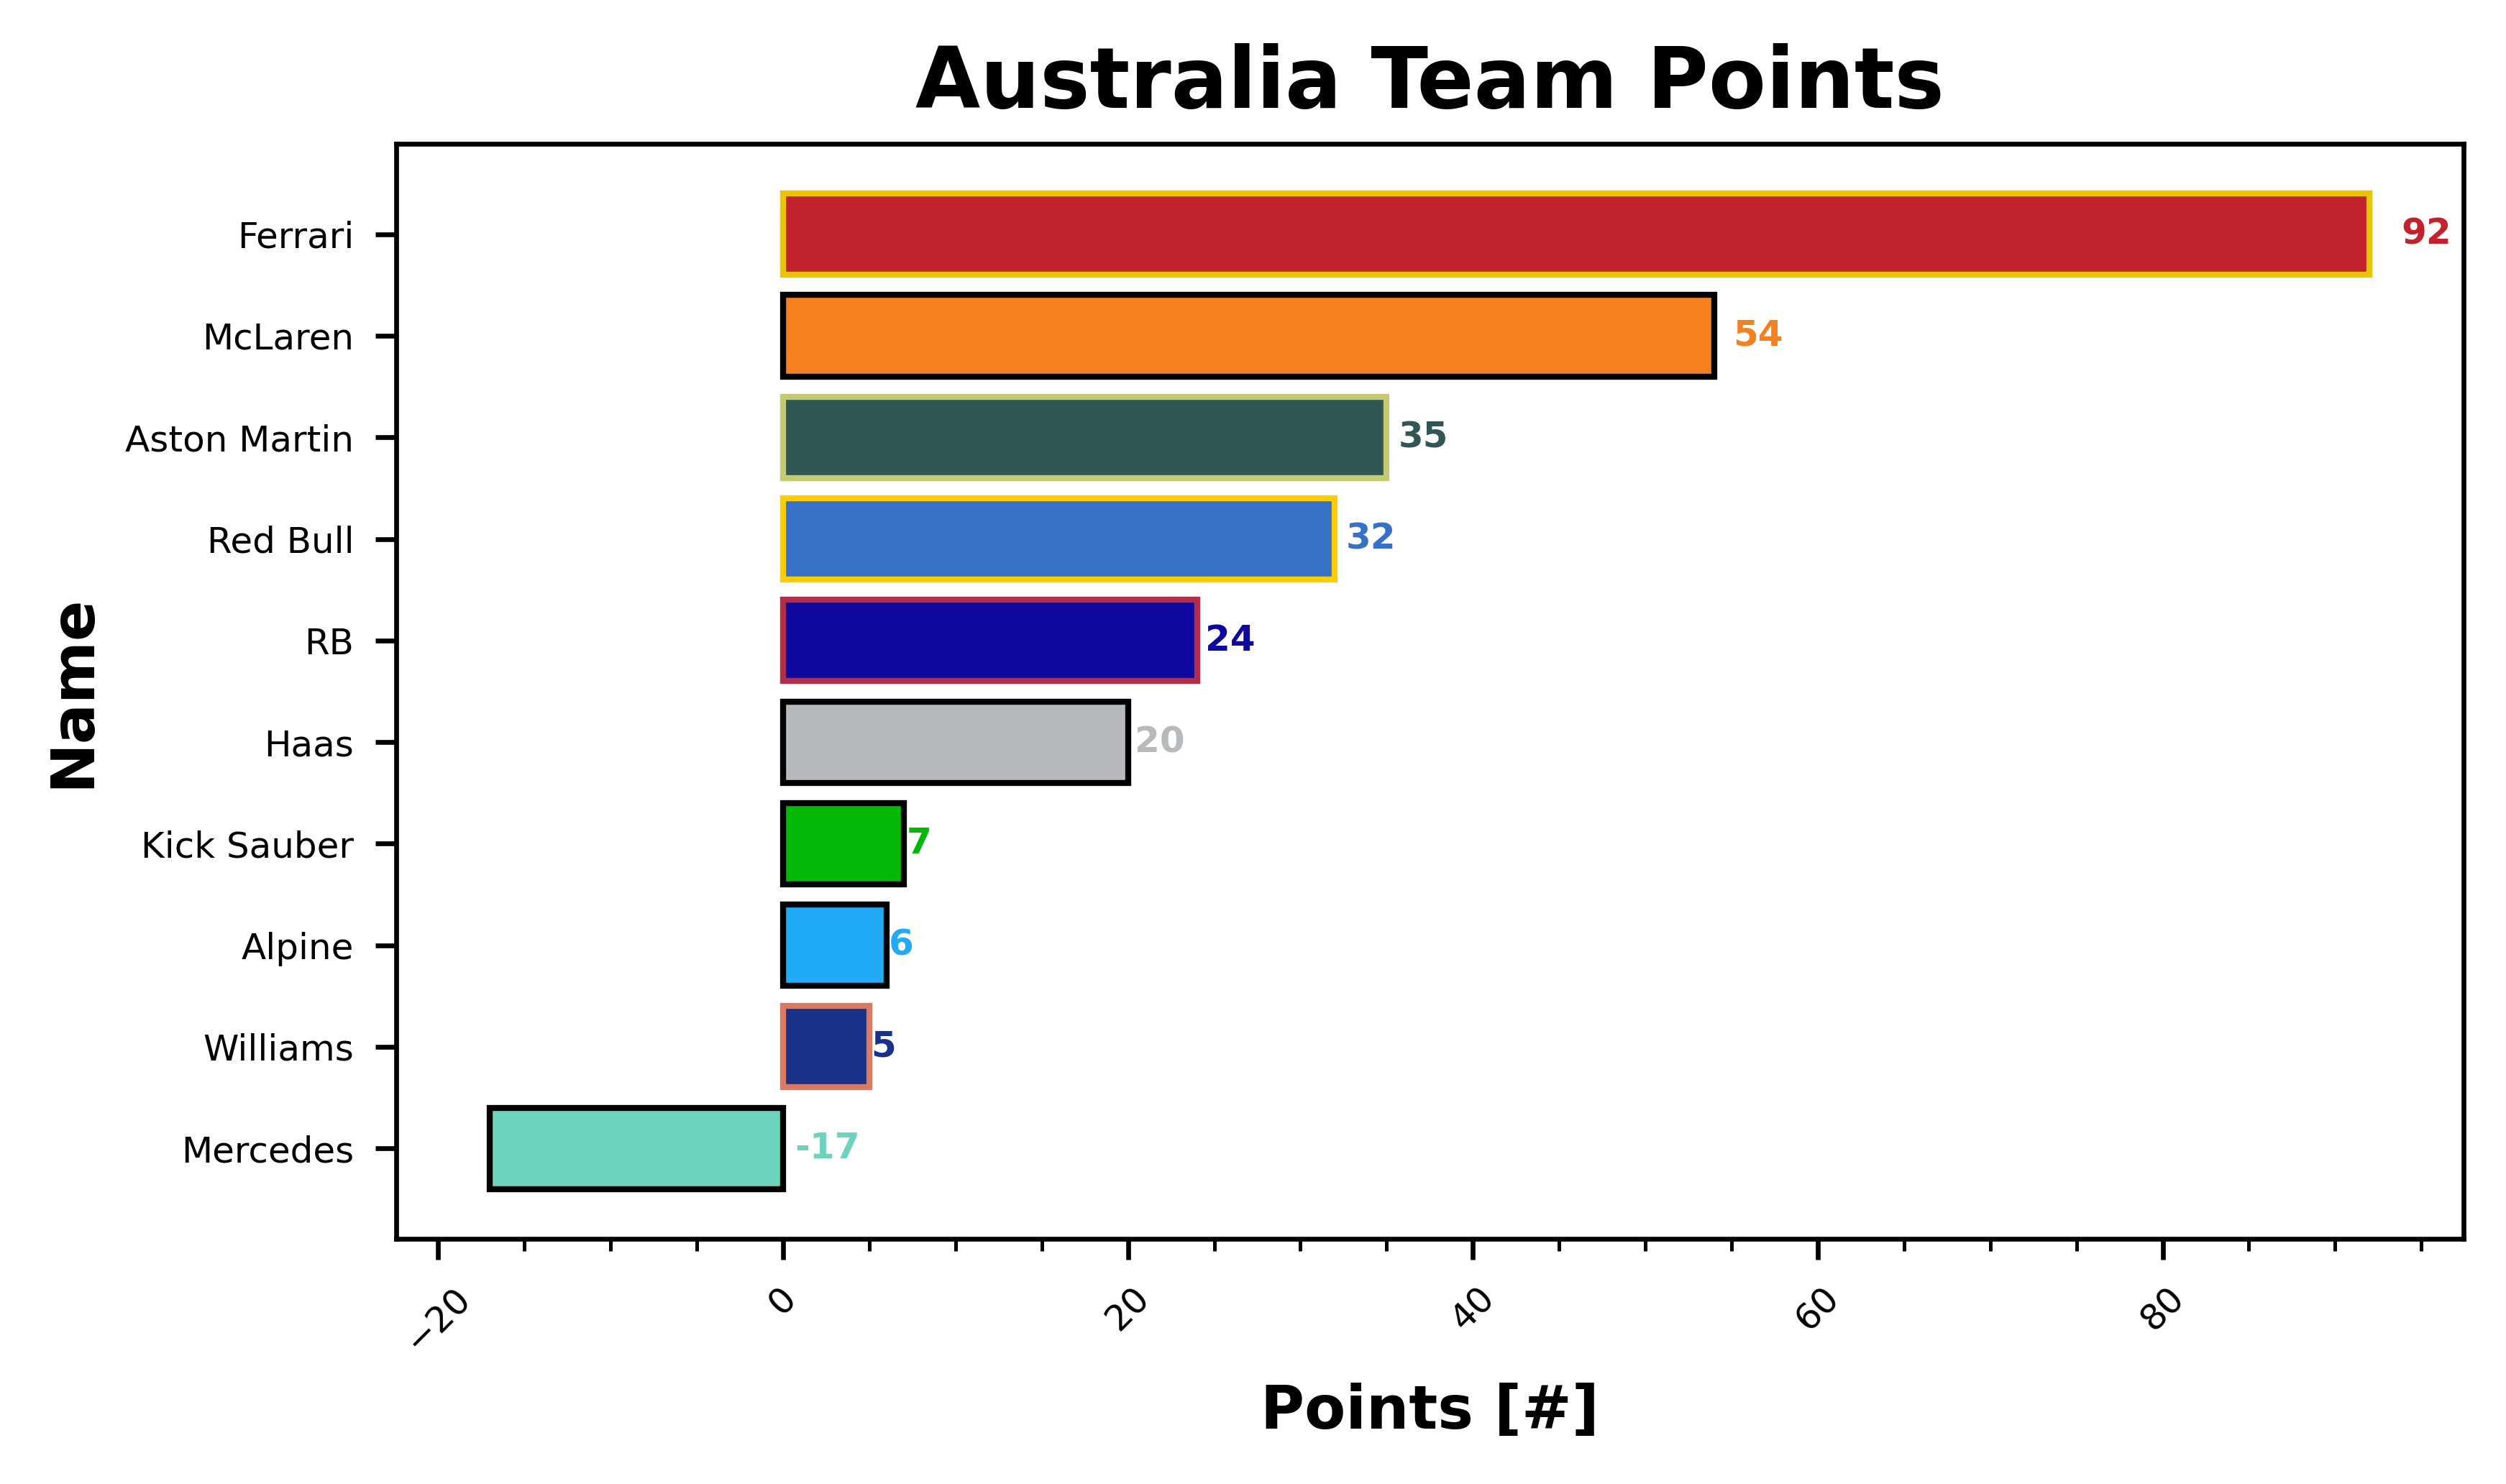 Australia Team Points
Name
Ferrari
92
McLaren
54
Aston Martin
35
Red Bull
32
RB
24
Haas
20
Kick Sauber
7
Alpine
6
Williams
5
Mercedes
-17
−20
0
20
40
60
80
Points [#]